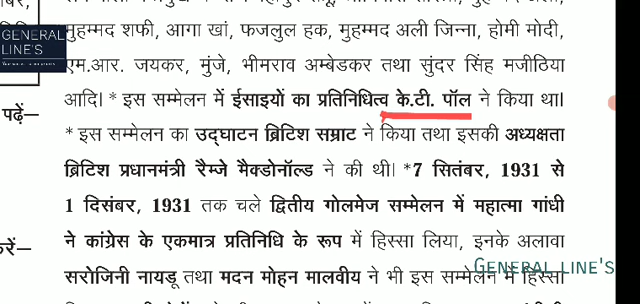 मुहम्मद शफी, आगा खां, फजलुल हक, मुहम्मद अली जिन्ना, होमी मोदी,
GENERAL
LINE'S
एम.आर. जयकर, मुंजे, भीमराव अम्बेडकर तथा सुंदर सिंह मजीठिया
आदि। * इस सम्मेलन में ईसाइयों का प्रतिनिधित्व के.टी. पॉल ने किया था।
पढ़ें–
* इस सम्मेलन का उद्घाटन ब्रिटिश सम्राट ने किया तथा इसकी अध्यक्षता
ब्रिटिश प्रधानमंत्री रैम्जे मैक्डोनॉल्ड ने की थी। *7 सितंबर, 1931 से
1 दिसंबर, 1931 तक चले द्वितीय गोलमेज सम्मेलन में महात्मा गांधी
ने कांग्रेस के एकमात्र प्रतिनिधि के रूप में हिस्सा लिया, इनके अलावा
सरोजिनी नायडू तथा मदन मोहन मालवीय ने भी इस सम्मेलन में हिस्सा
GENERAL LINE'S